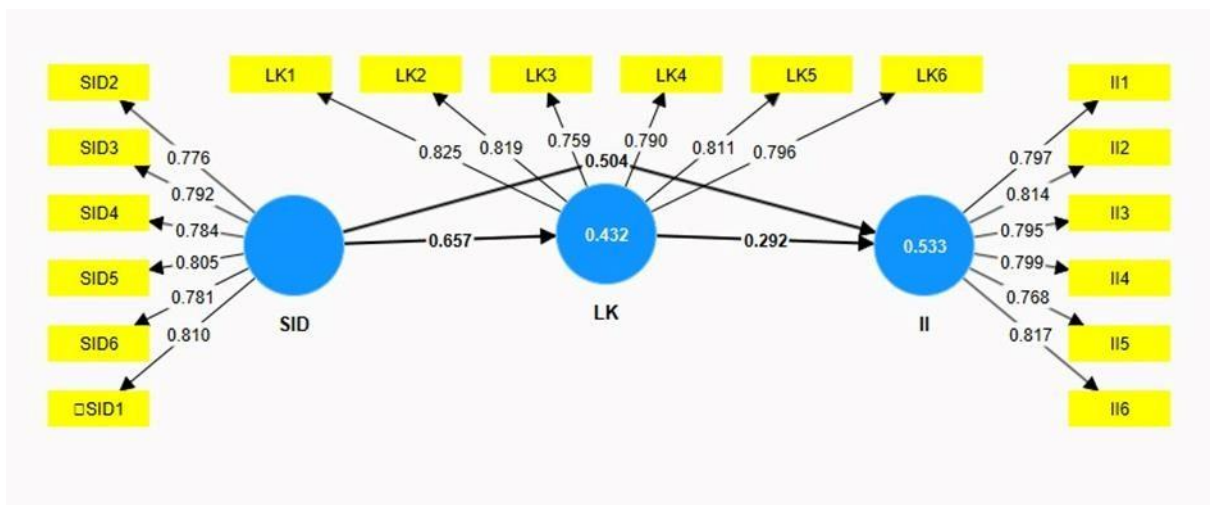 SID2
SID3
SID4
SID5
SID6
□SID1
0.776
0.792
0.784
0.805
0.781
0.810
SID
LK1
LK2
LK3
LK4
LK5
LK6
0.825
0.819
0.759
0.790
0.811
0.796
0.504
0.657
0.432
LK
0.292
0.533
II
0.797
0.814
0.795
0.799
0.768
0.817
II1
II2
II3
II4
II5
II6